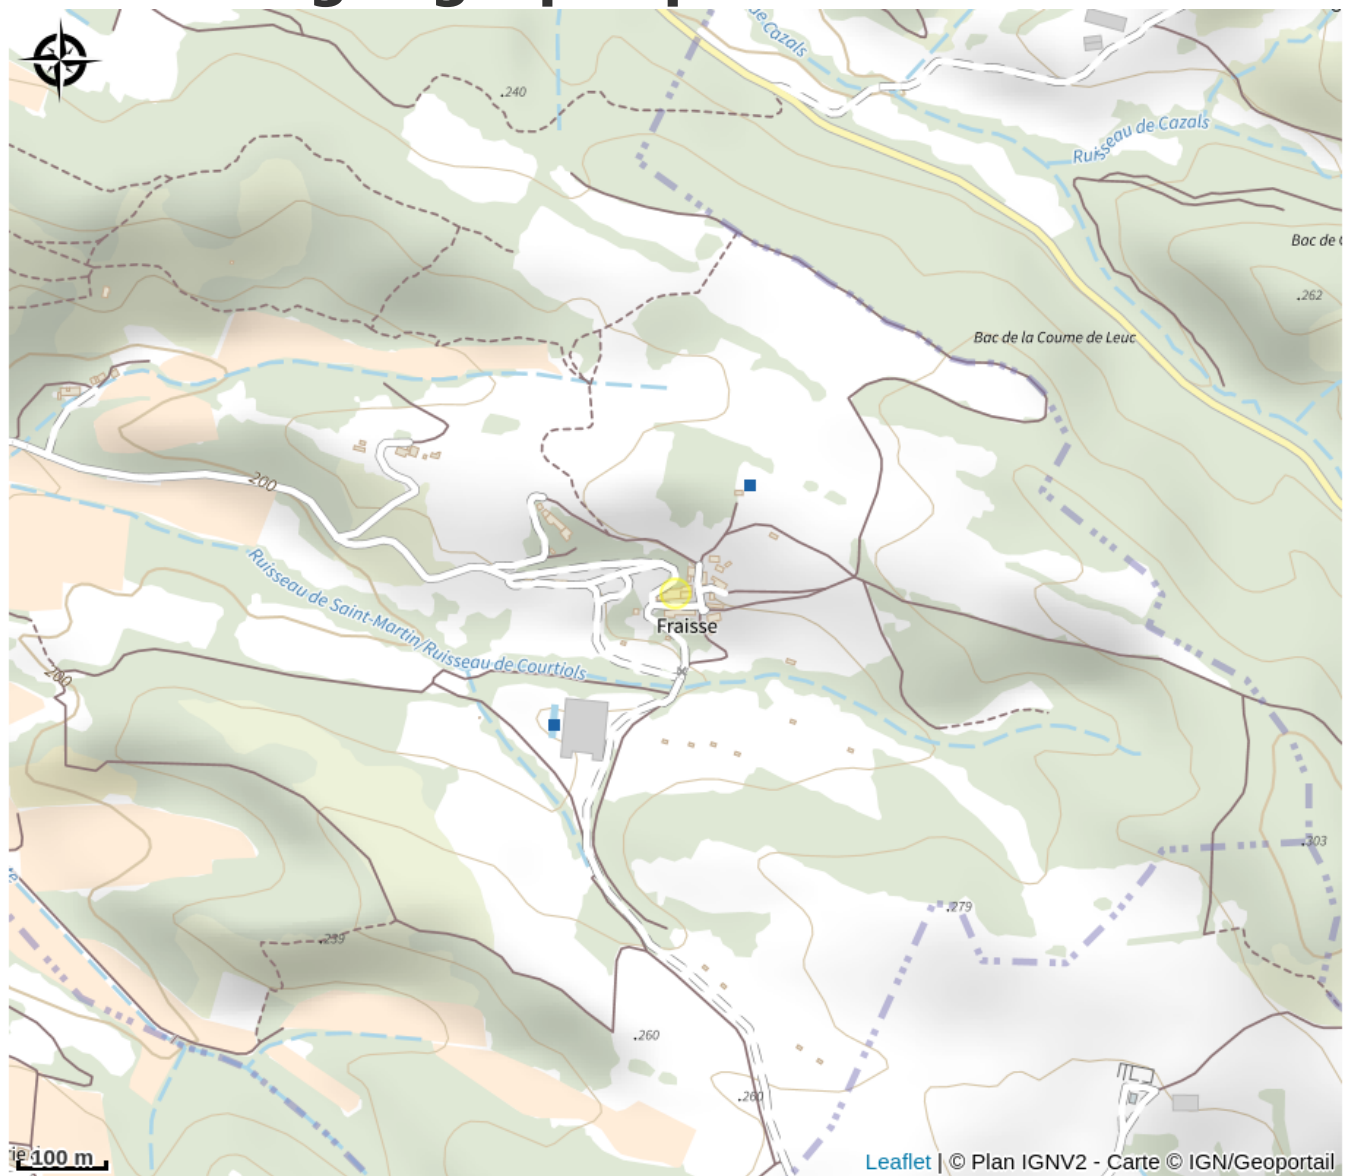 de Cazals
.240
Ruisseau de Cazals
Bac de
.262
Bac de la Coume de Leuc
200
Ruisseau de Saint-Martin/Ruisseau de Courtiols
Fraisse
200
.303
.279
.239
.260
.260
100 m
Leaflet | © Plan IGNV2 - Carte © IGN/Geoportail